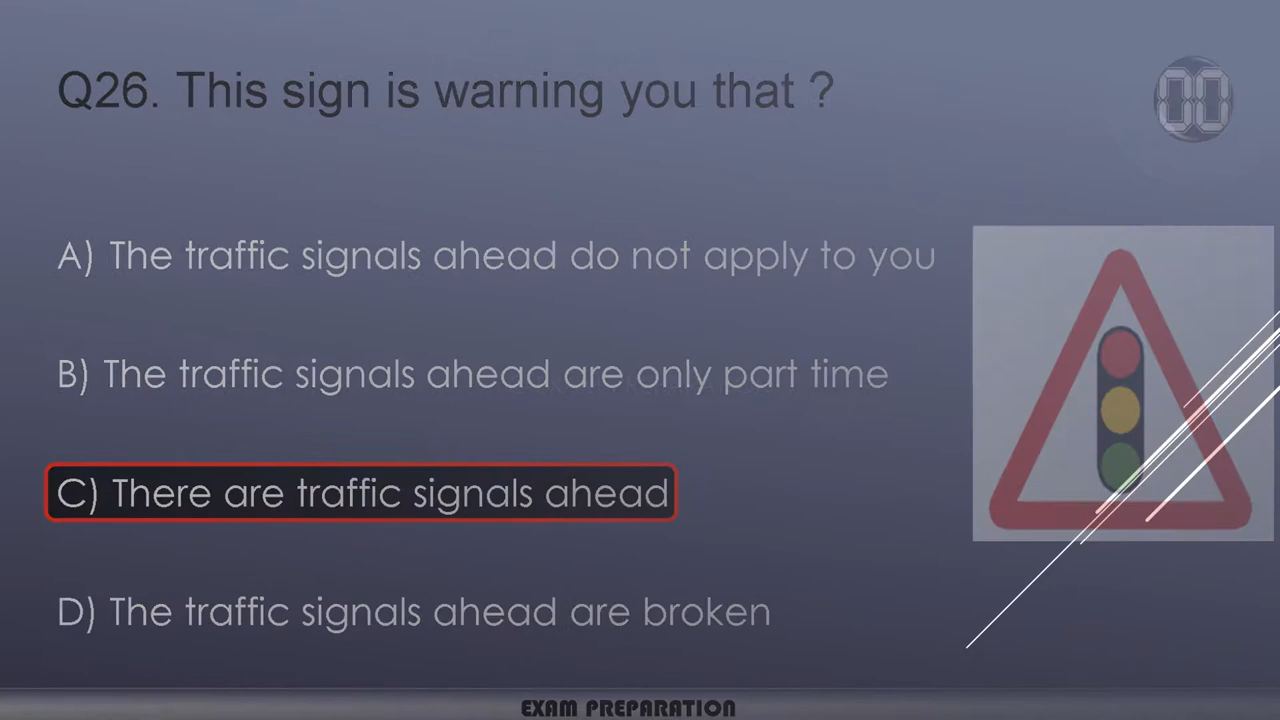 Q26. This sign is warning you that ?
00
A) The traffic signals ahead do not apply to you
B) The traffic signals ahead are only part time
C) There are traffic signals ahead
D) The traffic signals ahead are broken
EXAM PREPARATION